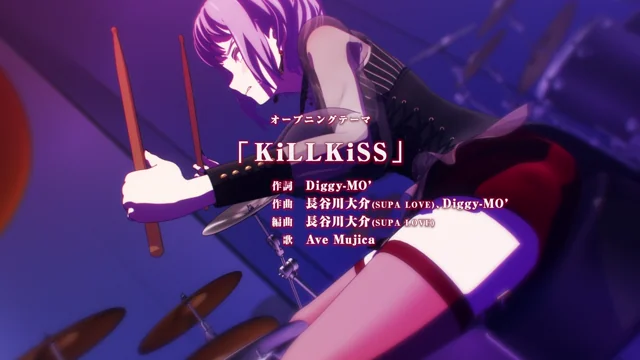 オープニングテーマ
「KiLLKiSS」
作詞 Diggy-MO'
作曲 長谷川大介(SUPA LOVE)、Diggy-MO'
編曲 長谷川大介(SUPA LOVE)
歌 Ave Mujica